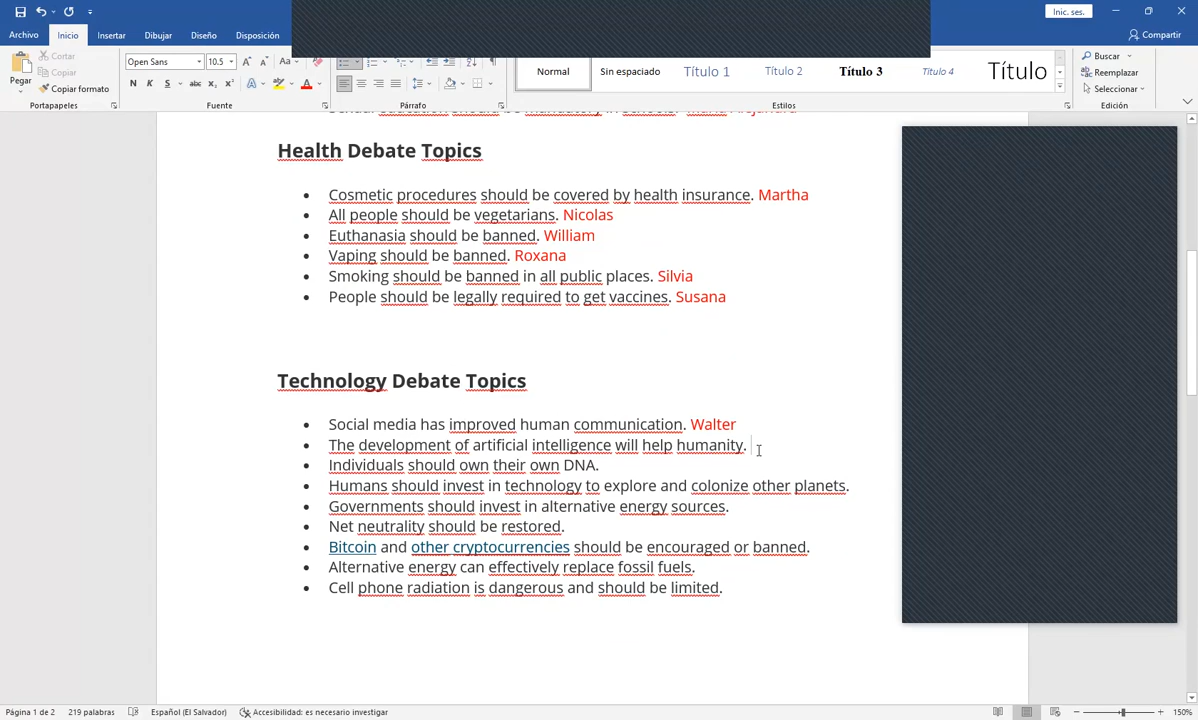 Inic. ses.
Archivo Inicio Insertar Dibujar Diseño Disposición Compartir
Pegar Cortar Copiar Copiar formato
Open Sans 10.5
N K S abc x₂ x² A A Aa
Normal Sin espaciado Título 1 Título 2 Título 3 Título 4 Título
Buscar
Reemplazar
Seleccionar
Portapapeles Fuente Párrafo Estilos Edición
Health Debate Topics
• Cosmetic procedures should be covered by health insurance. Martha
• All people should be vegetarians. Nicolas
• Euthanasia should be banned. William
• Vaping should be banned. Roxana
• Smoking should be banned in all public places. Silvia
• People should be legally required to get vaccines. Susana
Technology Debate Topics
• Social media has improved human communication. Walter
• The development of artificial intelligence will help humanity.
• Individuals should own their own DNA.
• Humans should invest in technology to explore and colonize other planets.
• Governments should invest in alternative energy sources.
• Net neutrality should be restored.
• Bitcoin and other cryptocurrencies should be encouraged or banned.
• Alternative energy can effectively replace fossil fuels.
• Cell phone radiation is dangerous and should be limited.
Página 1 de 2 219 palabras Español (El Salvador) Accesibilidad: es necesario investigar 150%